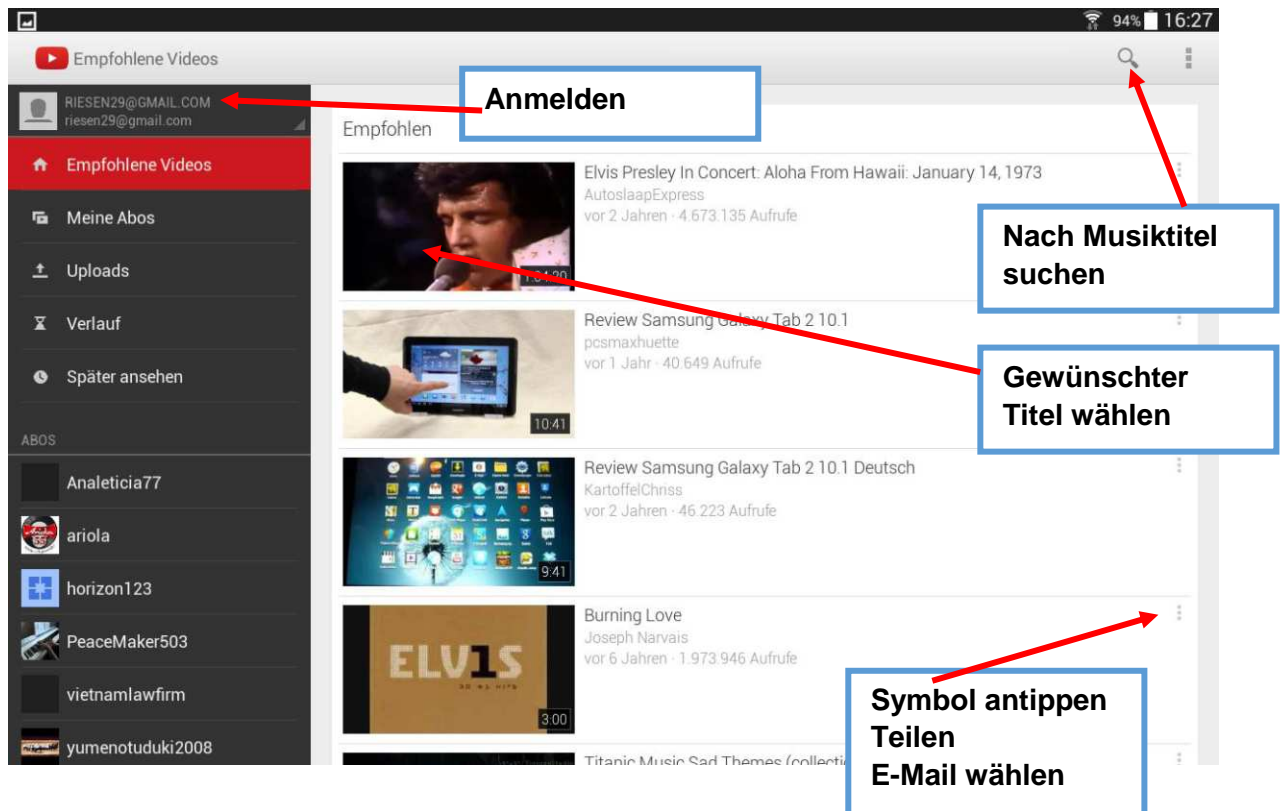 94% 16:27
Empfohlene Videos
RIESEN29@GMAIL.COM
riesen29@gmail.com
Empfohlene Videos
Meine Abos
Uploads
Verlauf
Später ansehen
ABOS
Analeticia77
ariola
horizon123
PeaceMaker503
vietnamlawfirm
yumenotuduki2008
Anmelden
Empfohlen
Elvis Presley In Concert: Aloha From Hawaii: January 14, 1973
AutoslaapExpress
vor 2 Jahren · 4.673.135 Aufrufe
Nach Musiktitel
suchen
Review Samsung Galaxy Tab 2 10.1
pcsmaxhuette
vor 1 Jahr · 40.649 Aufrufe
10:41
Gewünschter
Titel wählen
Review Samsung Galaxy Tab 2 10.1 Deutsch
KartoffelChriss
vor 2 Jahren · 46.223 Aufrufe
9:41
Burning Love
Joseph Narvais
vor 6 Jahren · 1.973.946 Aufrufe
ELV1S
3:00
Symbol antippen
Teilen
E-Mail wählen
Titanic Music Sad Themes